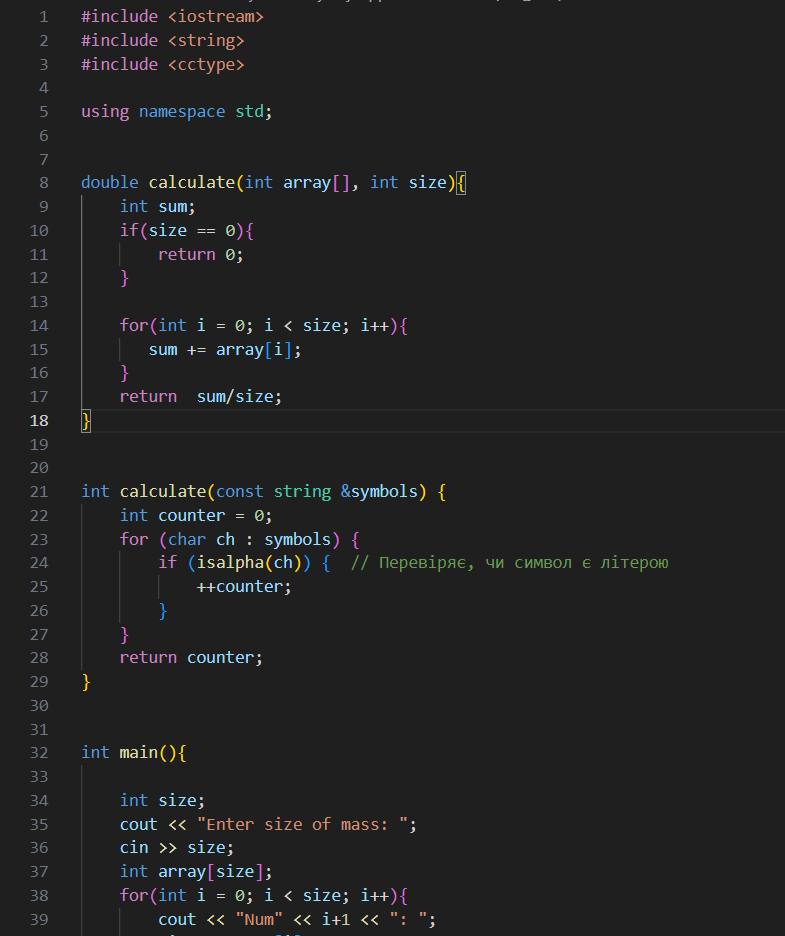 1 #include <iostream>
2 #include <string>
3 #include <cctype>
4
5 using namespace std;
6
7
8 double calculate(int array[], int size){
9     int sum;
10     if(size == 0){
11         return 0;
12     }
13
14     for(int i = 0; i < size; i++){
15        sum += array[i];
16     }
17     return  sum/size;
18 }
19
20
21 int calculate(const string &symbols) {
22     int counter = 0;
23     for (char ch : symbols) {
24         if (isalpha(ch)) {  // Перевіряє, чи символ є літерою
25             ++counter;
26         }
27     }
28     return counter;
29 }
30
31
32 int main(){
33
34     int size;
35     cout << "Enter size of mass: ";
36     cin >> size;
37     int array[size];
38     for(int i = 0; i < size; i++){
39         cout << "Num" << i+1 << ": ";